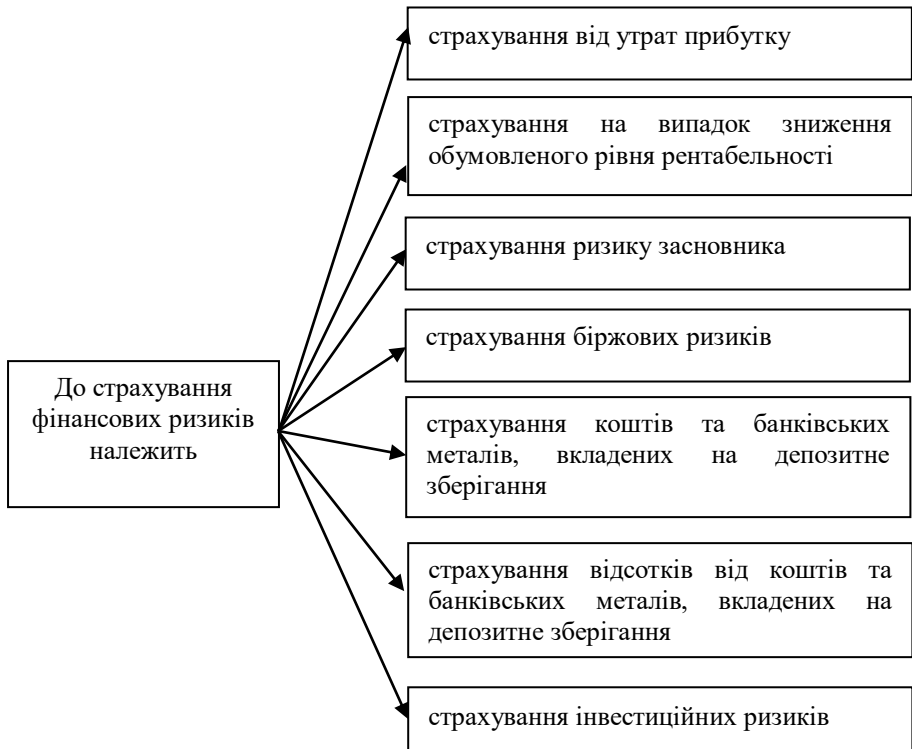 страхування від утрат прибутку
страхування на випадок зниження
обумовленого рівня рентабельності
страхування ризику засновника
страхування біржових ризиків
До страхування
фінансових ризиків
належить
страхування коштів та банківських
металів, вкладених на депозитне
зберігання
страхування відсотків від коштів та
банківських металів, вкладених на
депозитне зберігання
страхування інвестиційних ризиків